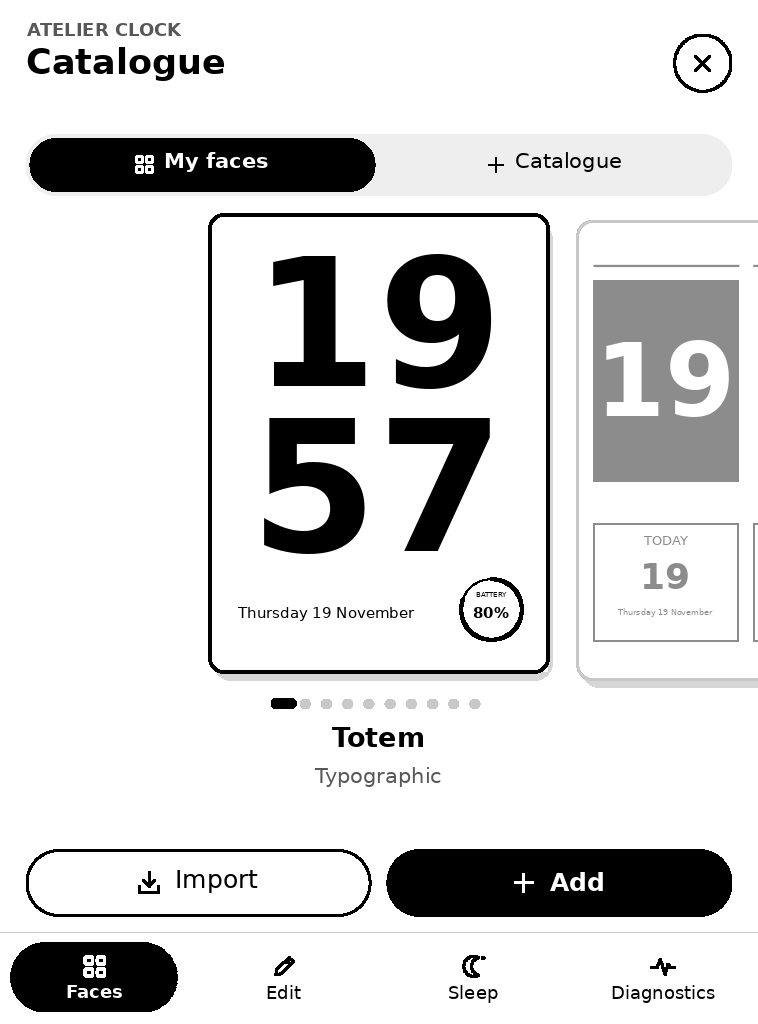 ATELIER CLOCK
Catalogue
My faces
Catalogue
19
57
Thursday 19 November
BATTERY
80%
19
TODAY
19
Thursday 19 November
Totem
Typographic
Import
Add
Faces
Edit
Sleep
Diagnostics